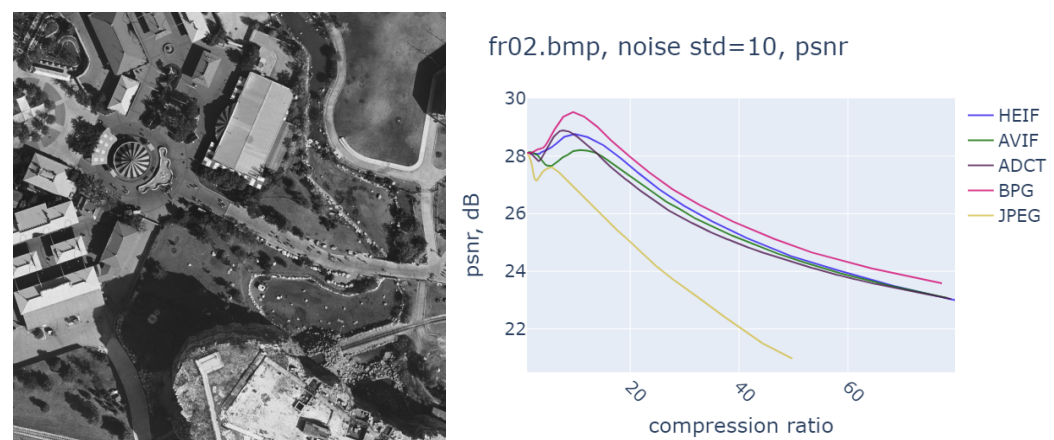 fr02.bmp, noise std=10, psnr
30
28
26
24
22
psnr, dB
20
40
60
compression ratio
HEIF
AVIF
ADCT
BPG
JPEG